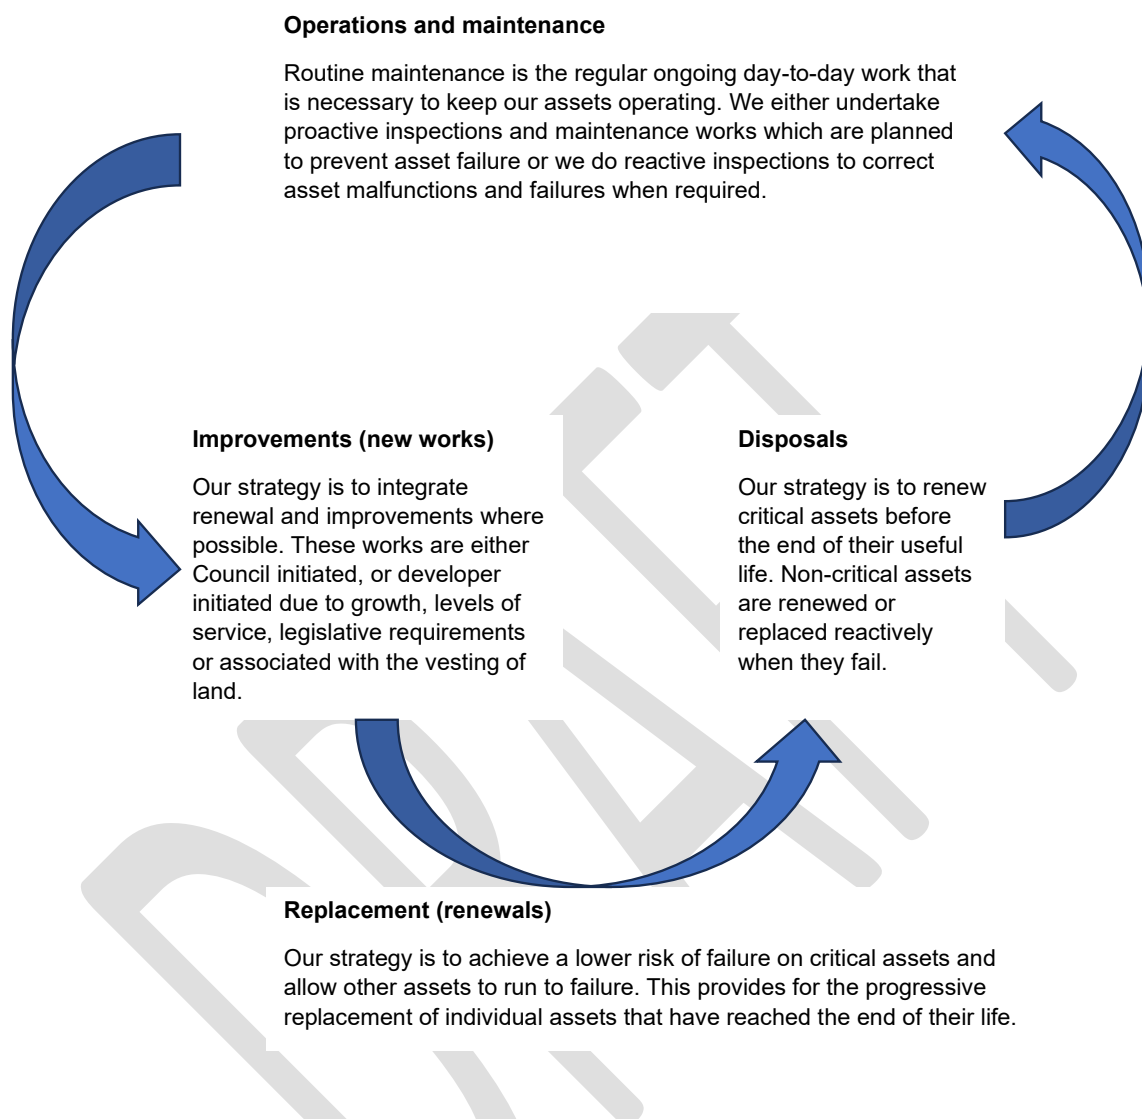 Operations and maintenance
Routine maintenance is the regular ongoing day-to-day work that
is necessary to keep our assets operating. We either undertake
proactive inspections and maintenance works which are planned
to prevent asset failure or we do reactive inspections to correct
asset malfunctions and failures when required.
Improvements (new works)
Our strategy is to integrate
renewal and improvements where
possible. These works are either
Council initiated, or developer
initiated due to growth, levels of
service, legislative requirements
or associated with the vesting of
land.
Disposals
Our strategy is to renew
critical assets before
the end of their useful
life. Non-critical assets
are renewed or
replaced reactively
when they fail.
Replacement (renewals)
Our strategy is to achieve a lower risk of failure on critical assets and
allow other assets to run to failure. This provides for the progressive
replacement of individual assets that have reached the end of their life.
DRAFT